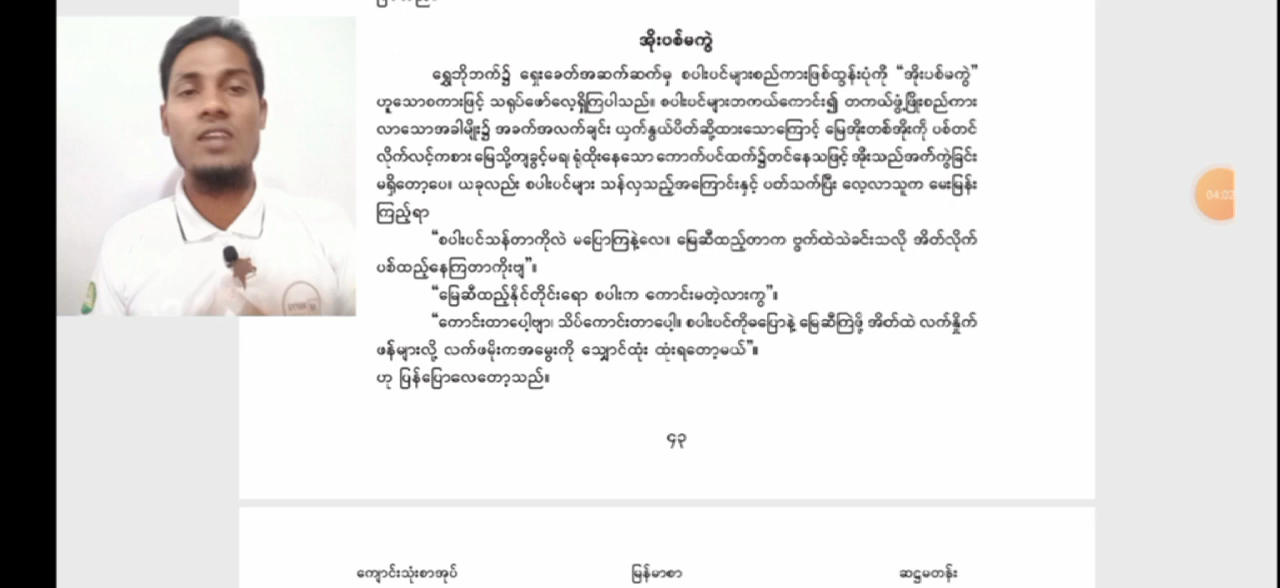 အိုးပစ်မကွဲ
ရွှေဘိုဘက်၌ ရှေးခေတ်အဆက်ဆက်မှ စပါးပင်များစည်ကားဖြစ်ထွန်းပုံကို “အိုးပစ်မကွဲ”
ဟူသောစကားဖြင့် သရုပ်ဖော်လေ့ရှိကြပါသည်။ စပါးပင်များဘကယ်ကောင်း၍ တကယ်ဖွံ့ဖြိုးစည်ကား
လာသောအခါမျိုး၌ အခက်အလက်ချင်း ယှက်နွယ်ပိတ်ဆို့ထားသောကြောင့် မြေအိုးတစ်အိုးကို ပစ်တင်
လိုက်လင့်ကစား မြေသို့ကျခွင့်မရ၊ ရုံထိုးနေသော ကောက်ပင်ထက်၌တင်နေသဖြင့် အိုးသည်အက်ကွဲခြင်း
မရှိတော့ပေ။ ယခုလည်း စပါးပင်များ သန်လှသည့်အကြောင်းနှင့် ပတ်သက်ပြီး လေ့လာသူက မေးမြန်း
ကြည့်ရာ
“စပါးပင်သန်တာကိုလဲ မပြောကြနဲ့လေ။ မြေဆီထည့်တာက ဗွက်ထဲသဲခင်းသလို အိတ်လိုက်
ပစ်ထည့်နေကြတာကိုးဗျ”။
“မြေဆီထည့်နိုင်တိုင်းရော စပါးက ကောင်းမတဲ့လားကွ”။
“ကောင်းတာပေါ့ဗျာ၊ သိပ်ကောင်းတာပေါ့။ စပါးပင်ကိုမပြောနဲ့ မြေဆီကြဲဖို့ အိတ်ထဲ လက်နှိုက်
ဖန်များလို့ လက်ဖမိုးကအမွေးကို သျှောင်ထုံး ထုံးရတော့မယ်”။
ဟု ပြန်ပြောလေတော့သည်။
၄၃
ကျောင်းသုံးစာအုပ် မြန်မာစာ ဆဋ္ဌမတန်း
04:02